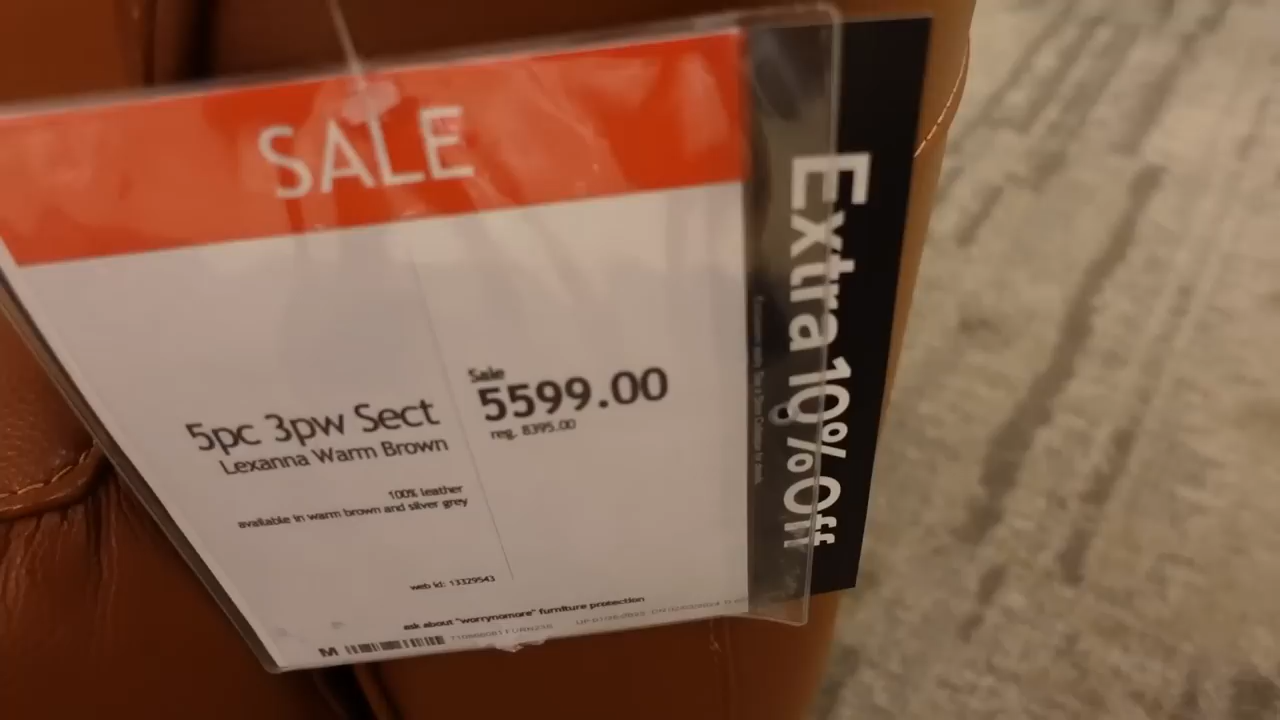 SALE
5pc 3pw Sect
Lexanna Warm Brown
100% leather
available in warm brown and silver grey
web id: 13329543
Sale
5599.00
reg. 8395.00
ask about "worrynomore" furniture protection
M
Extra 10% Off